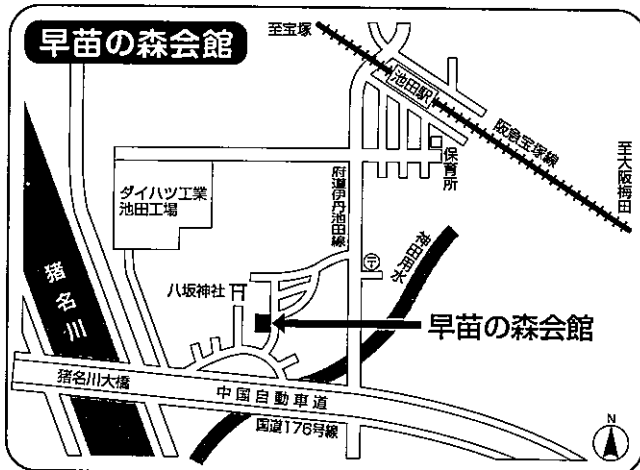 早苗の森会館
至宝塚
池田駅
阪急宝塚線
至大阪梅田
保育所
ダイハツ工業
池田工場
府道伊丹池田線
神田用水
〒
猪名川
八坂神社
早苗の森会館
猪名川大橋
中国自動車道
国道176号線
N